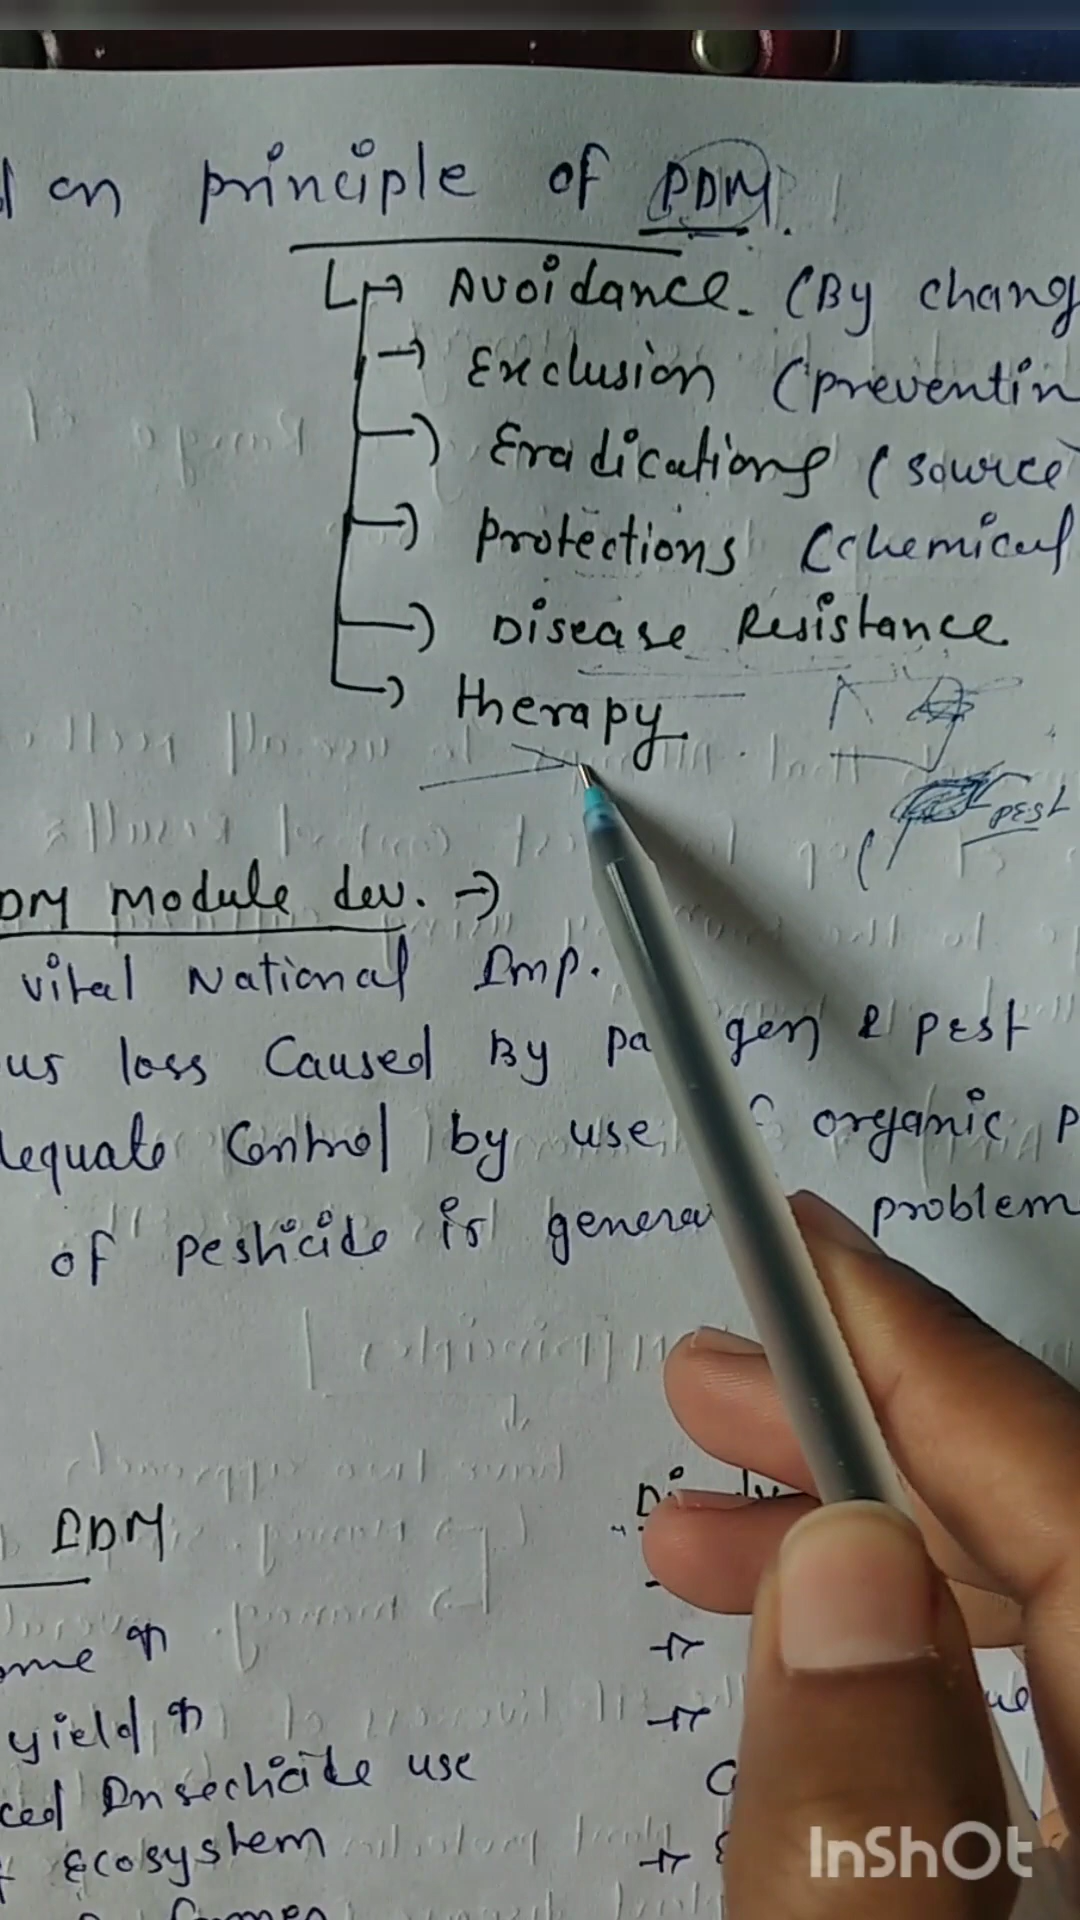 on principle of PDM.
Avoidance. (By chang
Exclusion (preventin
Eradications (source
Protections (chemical
Disease Resistance
therapy
PEST
DM Module dev. →
vital National Imp.
us loss caused By pa gen & pest
equate Control by use organic P
of pesticide is genera problem
IDM
ome ↑
yield ↑
ced Insecticide use
Ecosystem
InShOt